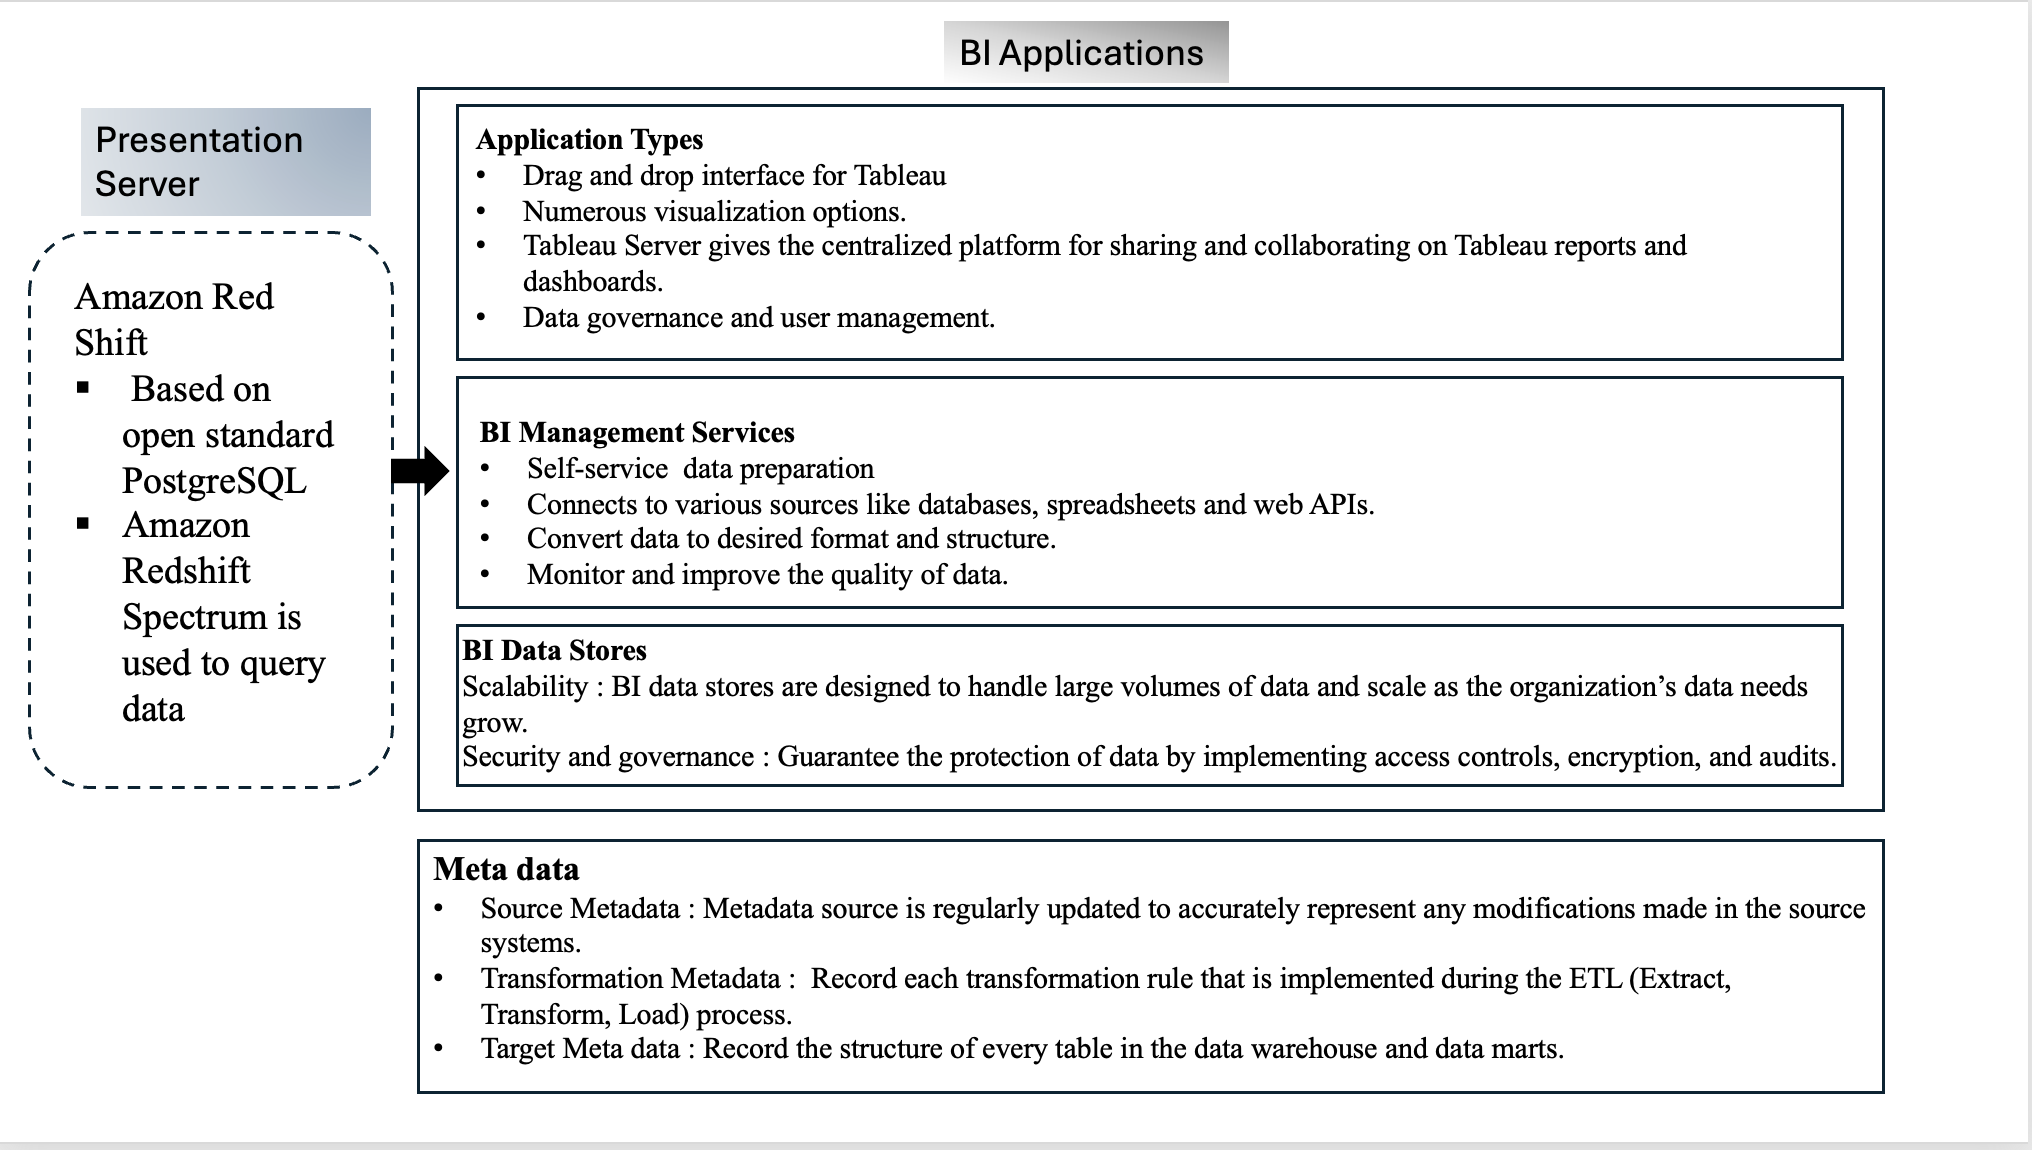 BI Applications
Presentation
Server
Amazon Red
Shift
▪ Based on
open standard
PostgreSQL
▪ Amazon
Redshift
Spectrum is
used to query
data
Application Types
• Drag and drop interface for Tableau
• Numerous visualization options.
• Tableau Server gives the centralized platform for sharing and collaborating on Tableau reports and
dashboards.
• Data governance and user management.
BI Management Services
• Self-service  data preparation
• Connects to various sources like databases, spreadsheets and web APIs.
• Convert data to desired format and structure.
• Monitor and improve the quality of data.
BI Data Stores
Scalability : BI data stores are designed to handle large volumes of data and scale as the organization’s data needs
grow.
Security and governance : Guarantee the protection of data by implementing access controls, encryption, and audits.
Meta data
• Source Metadata : Metadata source is regularly updated to accurately represent any modifications made in the source
systems.
• Transformation Metadata :  Record each transformation rule that is implemented during the ETL (Extract,
Transform, Load) process.
• Target Meta data : Record the structure of every table in the data warehouse and data marts.